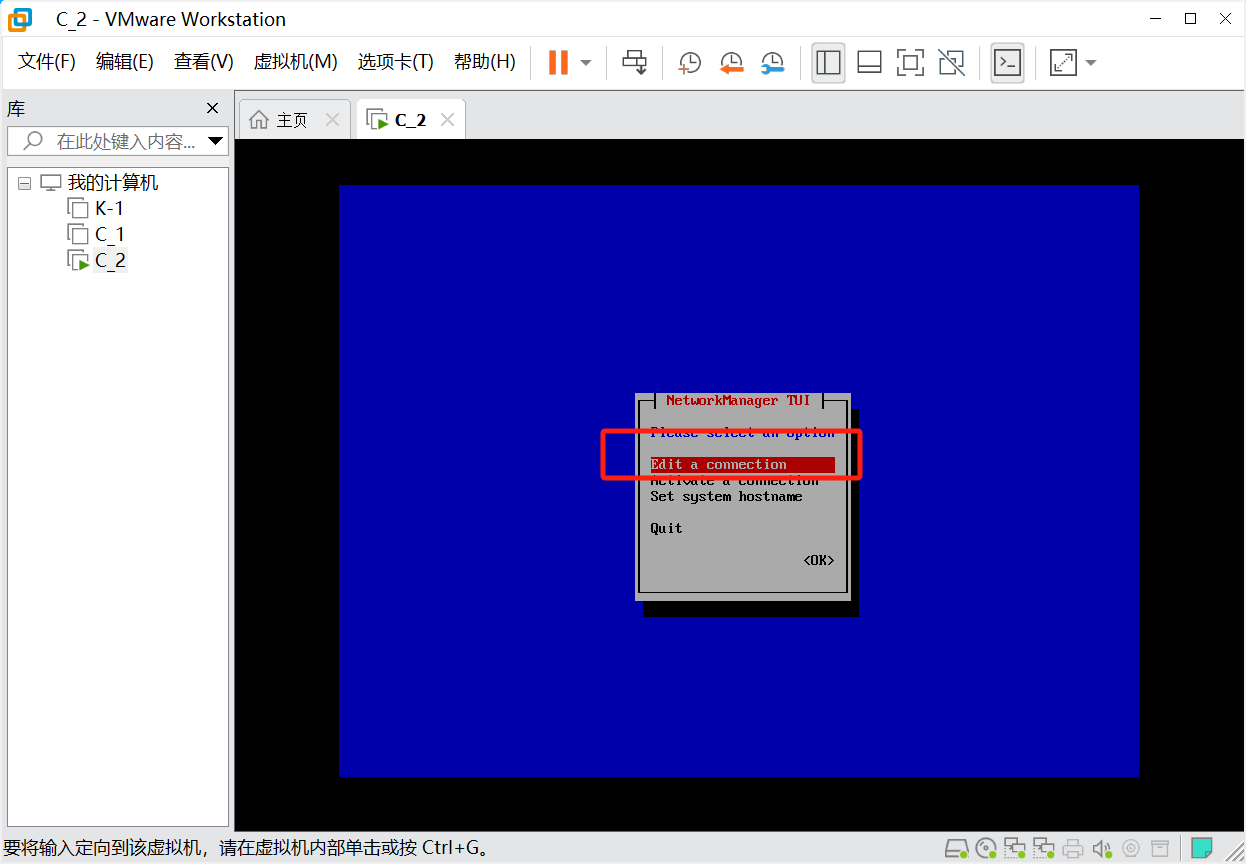 C_2 - VMware Workstation
文件(F) 编辑(E) 查看(V) 虚拟机(M) 选项卡(T) 帮助(H)
库
主页
C_2
在此处键入内容...
我的计算机
K-1
C_1
C_2
NetworkManager TUI
Please select an option
Edit a connection
Activate a connection
Set system hostname
Quit
<OK>
要将输入定向到该虚拟机，请在虚拟机内部单击或按 Ctrl+G。